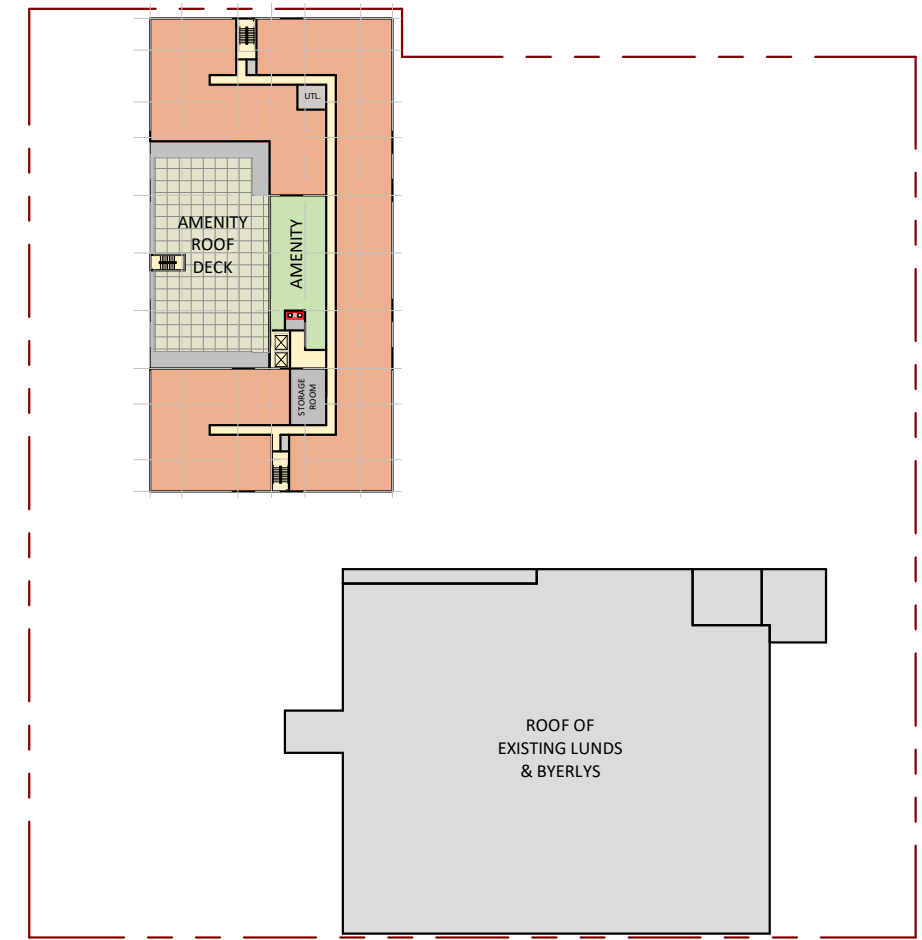 UTL.
AMENITY
ROOF
DECK
AMENITY
STORAGE
ROOM
ROOF OF
EXISTING LUNDS
& BYERLYS